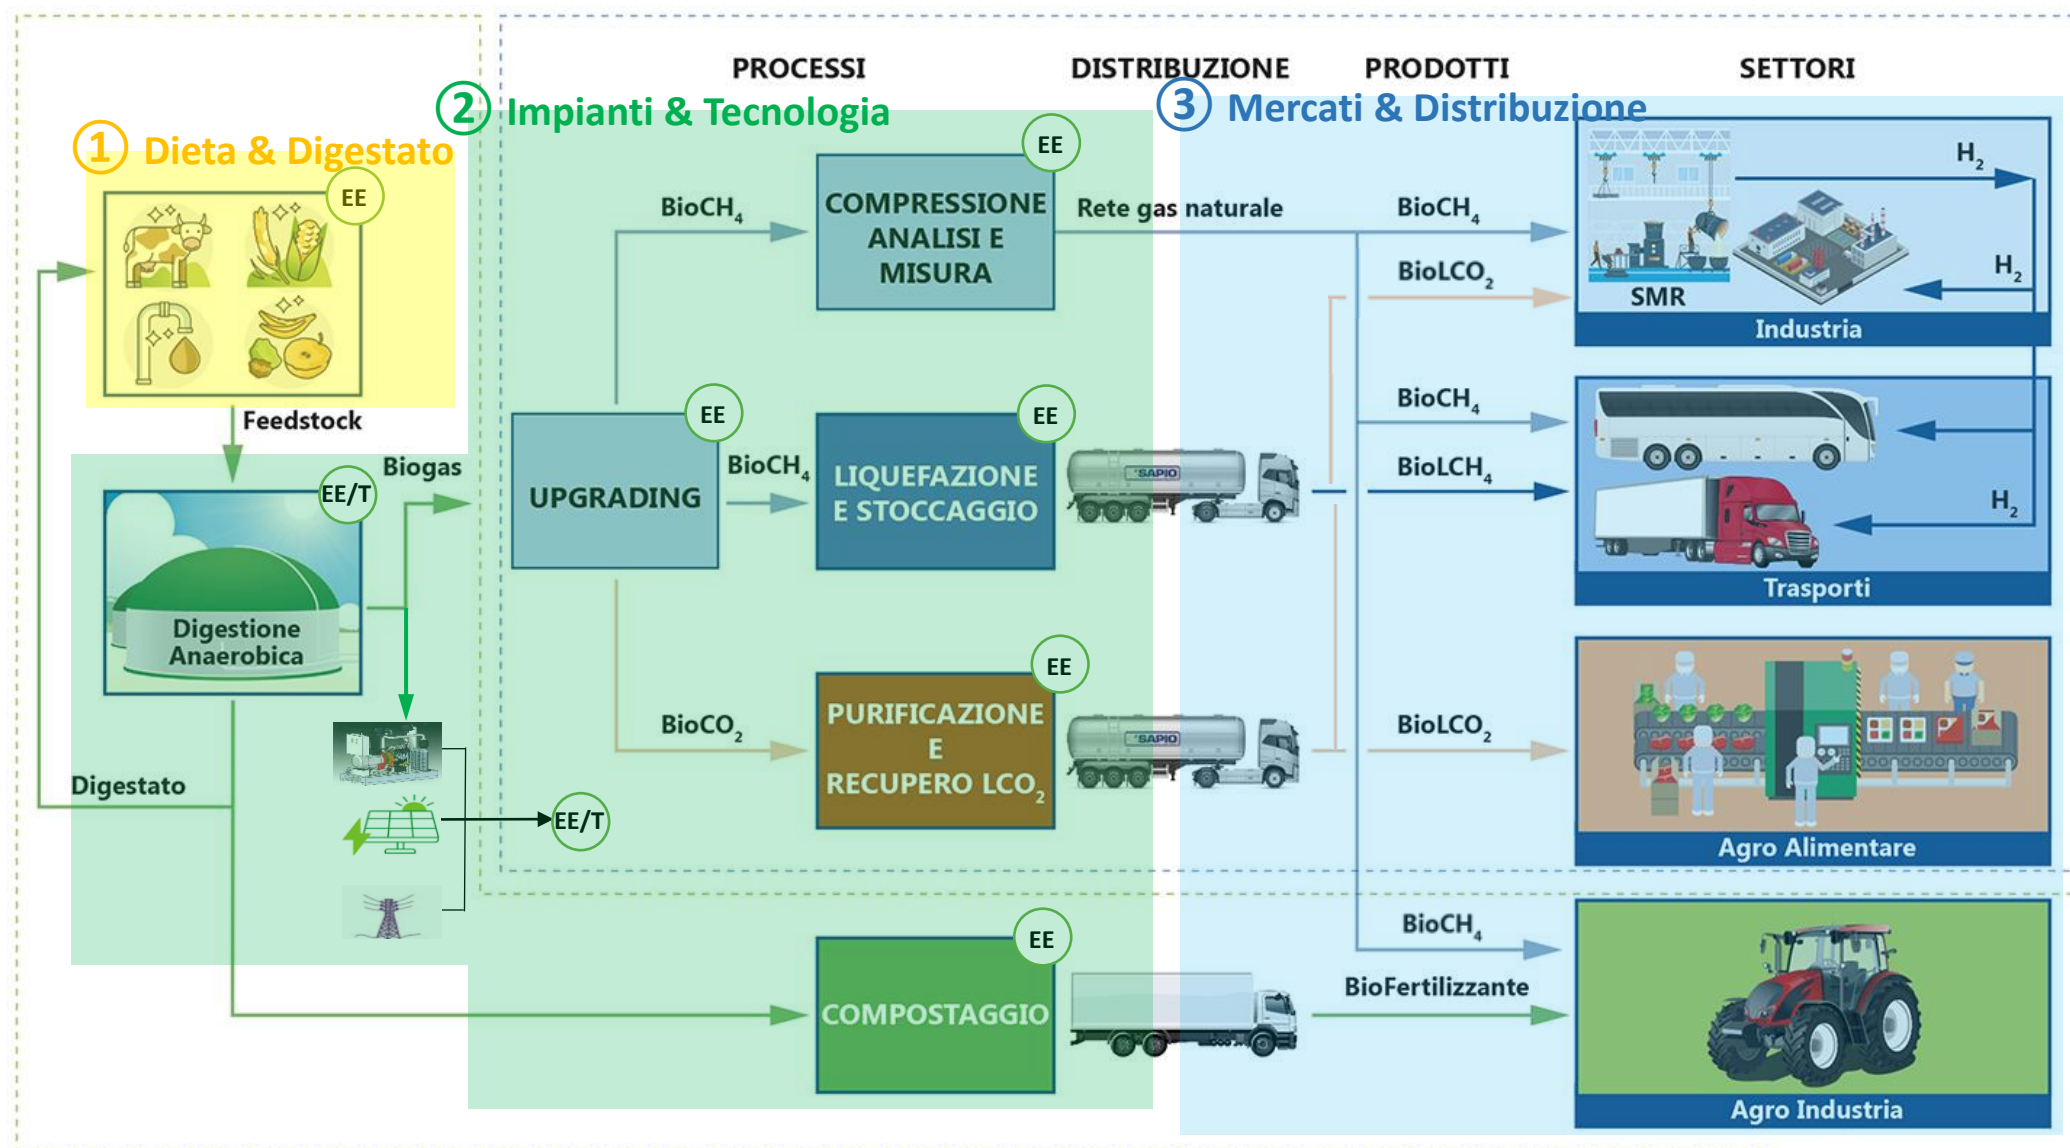 PROCESSI
DISTRIBUZIONE
PRODOTTI
SETTORI
1 Dieta & Digestato
2 Impianti & Tecnologia
3 Mercati & Distribuzione
EE
Feedstock
EE/T
Biogas
Digestione
Anaerobica
Digestato
EE/T
UPGRADING
EE
BioCH4
COMPRESSIONE
ANALISI E
MISURA
EE
BioCH4
LIQUEFAZIONE
E STOCCAGGIO
EE
BioCO2
PURIFICAZIONE
E
RECUPERO LCO2
EE
COMPOSTAGGIO
EE
Rete gas naturale
SAPIO
SAPIO
BioCH4
BioLCO2
BioCH4
BioLCH4
BioLCO2
BioCH4
BioFertilizzante
H2
H2
SMR
Industria
H2
Trasporti
Agro Alimentare
Agro Industria